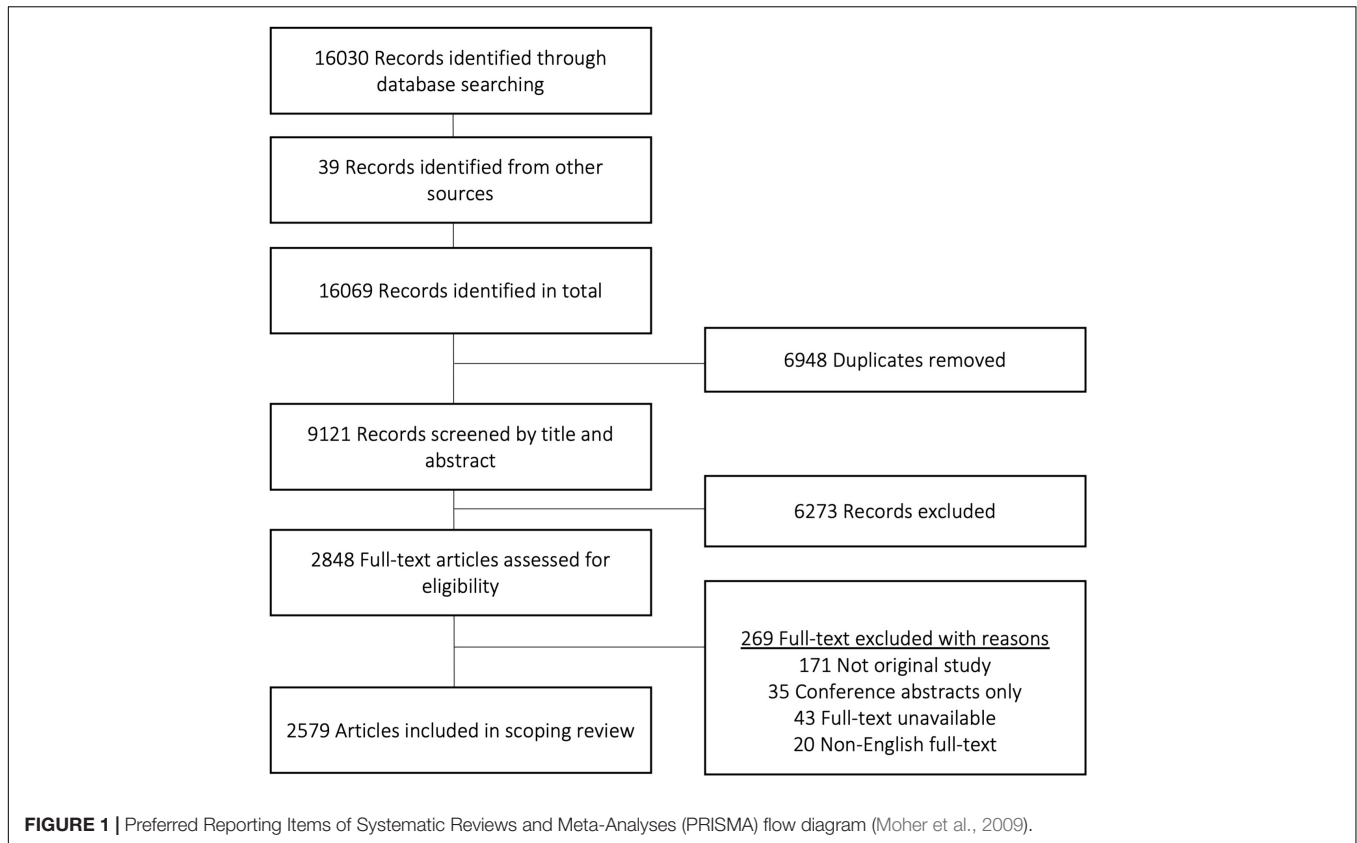 16030 Records identified through
database searching
39 Records identified from other
sources
16069 Records identified in total
6948 Duplicates removed
9121 Records screened by title and
abstract
6273 Records excluded
2848 Full-text articles assessed for
eligibility
269 Full-text excluded with reasons
171 Not original study
35 Conference abstracts only
43 Full-text unavailable
20 Non-English full-text
2579 Articles included in scoping review
FIGURE 1 | Preferred Reporting Items of Systematic Reviews and Meta-Analyses (PRISMA) flow diagram (Moher et al., 2009).